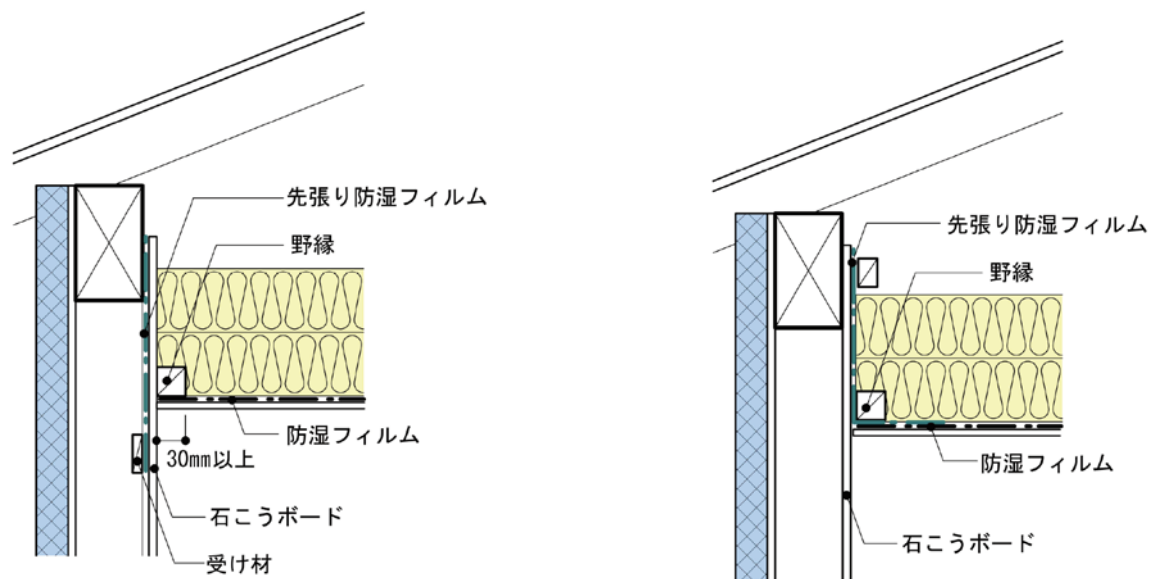 先張り防湿フィルム
野縁
防湿フィルム
30mm以上
石こうボード
受け材
先張り防湿フィルム
野縁
防湿フィルム
石こうボード